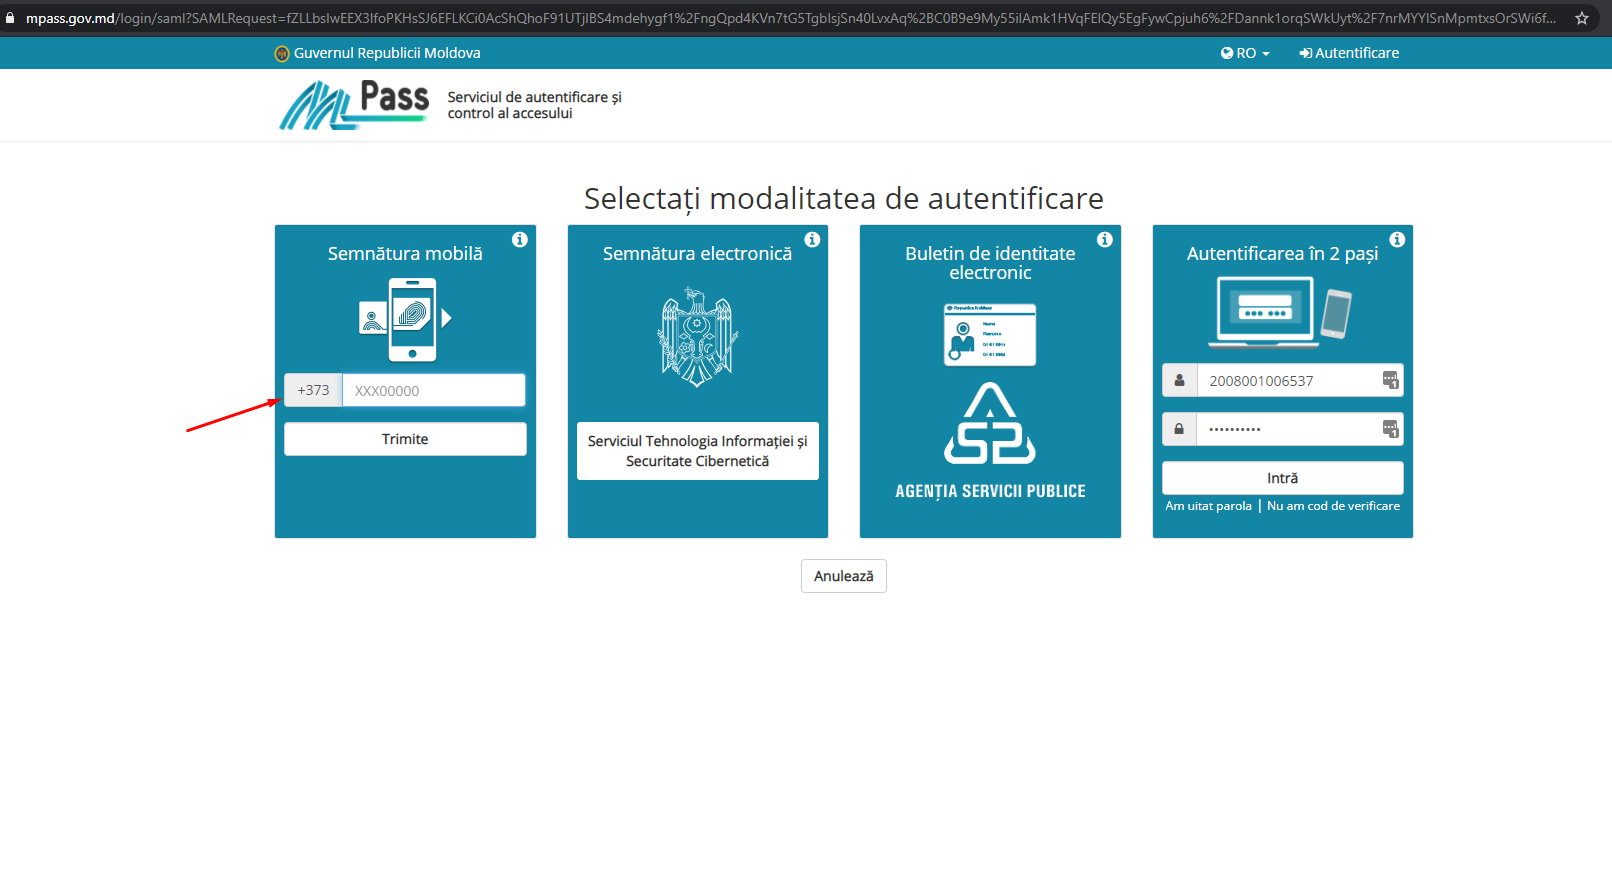 mpass.gov.md/login/saml?SAMLRequest=fZLLbsIwEEX3IfoPKHsSJ6EFLKCi0AcShQhoF91UTjIBS4mdehygf1%2FngQpd4KVn7tG5TgbIsjSn40LvxAq%2BC0B9e9My55iIAmk1HVqFEIQy5EgFywCpjuh6%2FDannk1orqSWkUyt%2F7nrMYYISnMpmtxsOrSWi6f...
Guvernul Republicii Moldova
RO
Autentificare
Pass
Serviciul de autentificare și
control al accesului
Selectați modalitatea de autentificare
Semnătura mobilă
+373
XXX00000
Trimite
Semnătura electronică
Serviciul Tehnologia Informației și
Securitate Cibernetică
Buletin de identitate
electronic
AGENȚIA SERVICII PUBLICE
Autentificarea în 2 pași
2008001006537
••••••••••
Intră
Am uitat parola | Nu am cod de verificare
Anulează